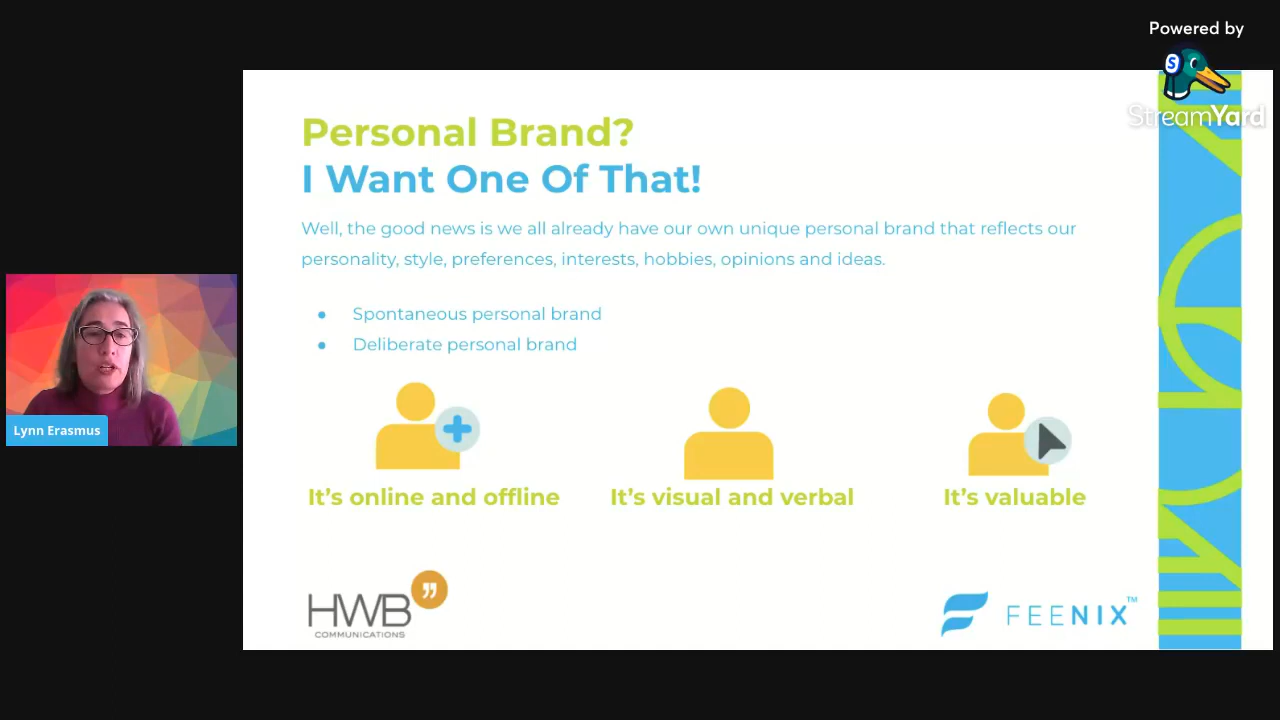 Powered by
StreamYard
Personal Brand?
I Want One Of That!
Well, the good news is we all already have our own unique personal brand that reflects our
personality, style, preferences, interests, hobbies, opinions and ideas.
● Spontaneous personal brand
● Deliberate personal brand
It's online and offline
It's visual and verbal
It's valuable
Lynn Erasmus
HWB
COMMUNICATIONS
FEENIX™